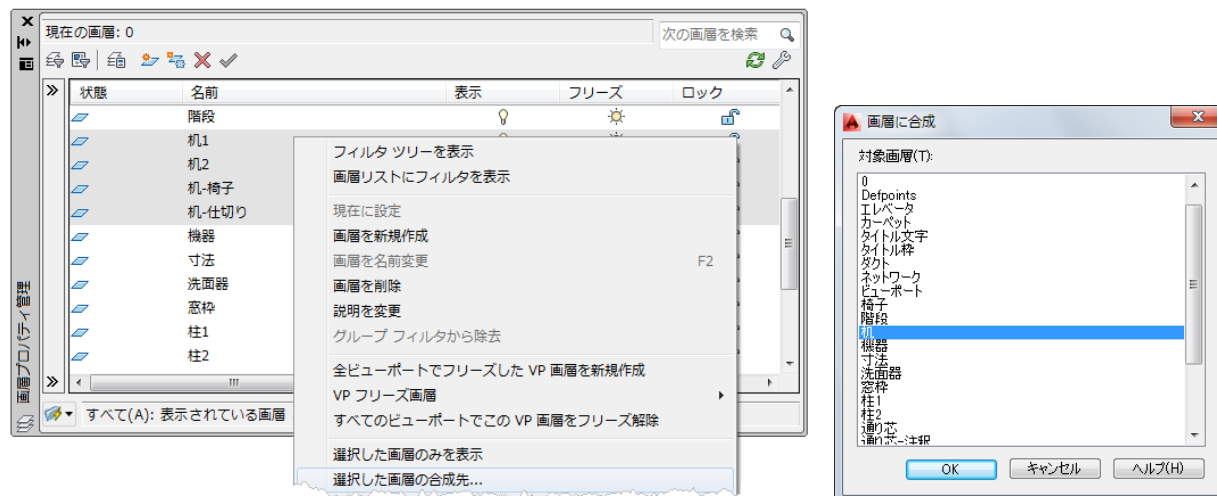 現在の画層: 0
次の画層を検索
状態 名前 表示 フリーズ ロック
階段
机1
机2
机-椅子
机-仕切り
機器
寸法
洗面器
窓枠
柱1
柱2
すべて(A): 表示されている画層
画層プロパティ管理
フィルタ ツリーを表示
画層リストにフィルタを表示
現在に設定
画層を新規作成
画層を名前変更 F2
画層を削除
説明を変更
グループ フィルタから除去
全ビューポートでフリーズした VP 画層を新規作成
VP フリーズ画層
すべてのビューポートでこの VP 画層をフリーズ解除
選択した画層のみを表示
選択した画層の合成先...
画層に合成
対象画層(T):
0
Defpoints
エレベータ
カーペット
タイトル文字
タイトル枠
ダクト
ネットワーク
ビューポート
椅子
階段
机
機器
寸法
洗面器
窓枠
柱1
柱2
通り芯
通り芯-注釈
OK キャンセル ヘルプ(H)